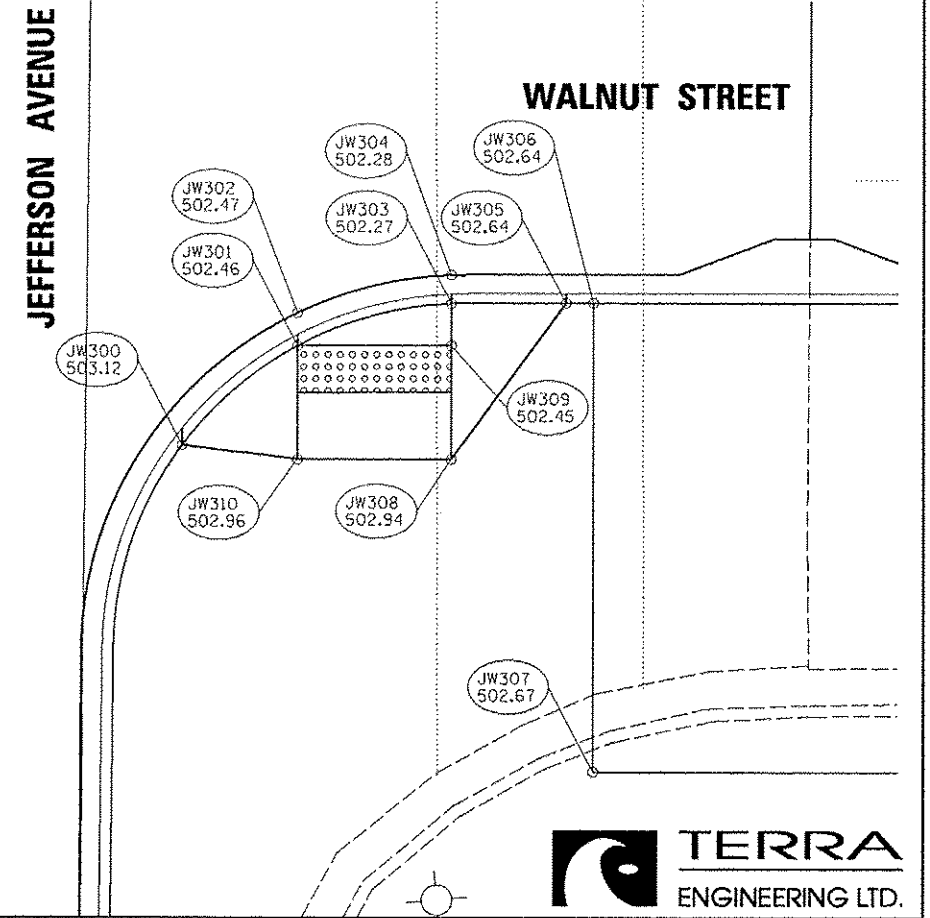 JEFFERSON AVENUE
WALNUT STREET
JW304
502.28
JW306
502.64
JW302
502.47
JW303
502.27
JW305
502.64
JW301
502.46
JW300
503.12
JW309
502.45
JW310
502.96
JW308
502.94
JW307
502.67
TERRA
ENGINEERING LTD.